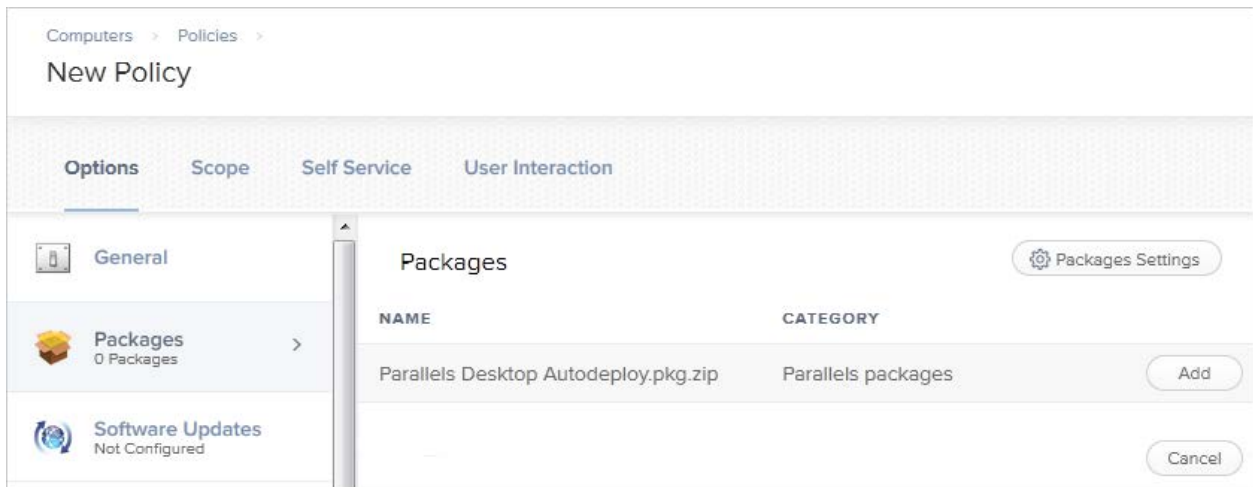 Computers > Policies >
New Policy
Options Scope Self Service User Interaction
General
Packages
0 Packages
Software Updates
Not Configured
Packages
Packages Settings
NAME CATEGORY
Parallels Desktop Autodeploy.pkg.zip Parallels packages Add
Cancel